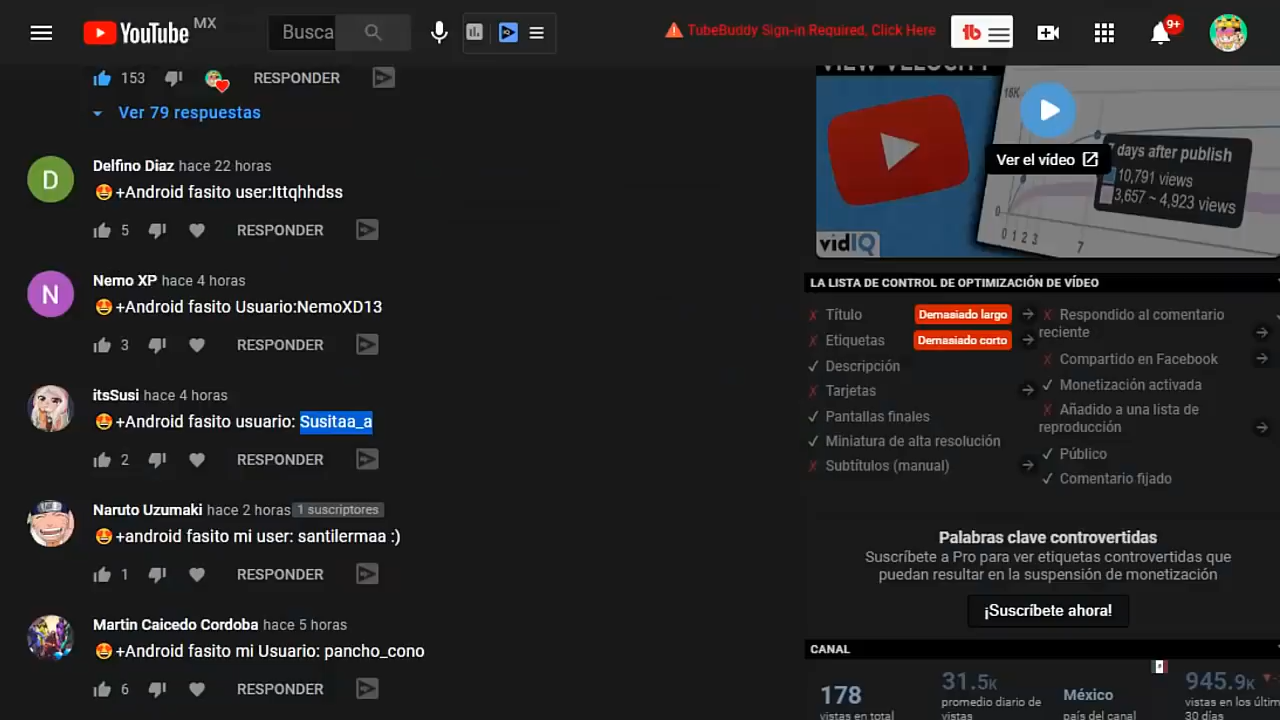 YouTube MX
Busca
TubeBuddy Sign-in Required, Click Here
tb
9+
153 RESPONDER
Ver 79 respuestas
D
Delfino Diaz hace 22 horas
🤩+Android fasito user:Ittqhhdss
5 RESPONDER
N
Nemo XP hace 4 horas
🤩+Android fasito Usuario:NemoXD13
3 RESPONDER
itsSusi hace 4 horas
🤩+Android fasito usuario: Susitaa_a
2 RESPONDER
Naruto Uzumaki hace 2 horas 1 suscriptores
🤩+android fasito mi user: santilermaa :)
1 RESPONDER
Martin Caicedo Cordoba hace 5 horas
🤩+Android fasito mi Usuario: pancho_cono
6 RESPONDER
VIEW VELOCITY
Ver el vídeo
7 days after publish
10,791 views
3,657 ~ 4,923 views
0 1 2 3 7
vidIQ
LA LISTA DE CONTROL DE OPTIMIZACIÓN DE VÍDEO
✗ Título Demasiado largo
✗ Etiquetas Demasiado corto
✓ Descripción
✗ Tarjetas
✓ Pantallas finales
✓ Miniatura de alta resolución
✗ Subtítulos (manual)
✗ Respondido al comentario
reciente
✗ Compartido en Facebook
✓ Monetización activada
✗ Añadido a una lista de
reproducción
✓ Público
✓ Comentario fijado
Palabras clave controvertidas
Suscríbete a Pro para ver etiquetas controvertidas que
puedan resultar en la suspensión de monetización
¡Suscríbete ahora!
CANAL
178
vistas en total
31.5K
promedio diario de
vistas
México
país del canal
945.9K
vistas en los últim
30 días